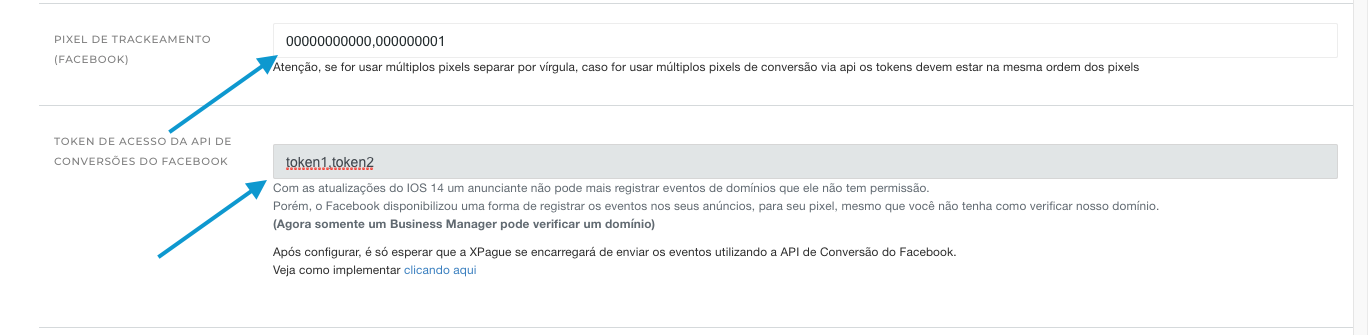 PIXEL DE TRACKEAMENTO
(FACEBOOK)
00000000000,000000001
Atenção, se for usar múltiplos pixels separar por vírgula, caso for usar múltiplos pixels de conversão via api os tokens devem estar na mesma ordem dos pixels
TOKEN DE ACESSO DA API DE
CONVERSÕES DO FACEBOOK
token1,token2
Com as atualizações do IOS 14 um anunciante não pode mais registrar eventos de domínios que ele não tem permissão.
Porém, o Facebook disponibilizou uma forma de registrar os eventos nos seus anúncios, para seu pixel, mesmo que você não tenha como verificar nosso domínio.
(Agora somente um Business Manager pode verificar um domínio)
Após configurar, é só esperar que a XPague se encarregará de enviar os eventos utilizando a API de Conversão do Facebook.
Veja como implementar clicando aqui